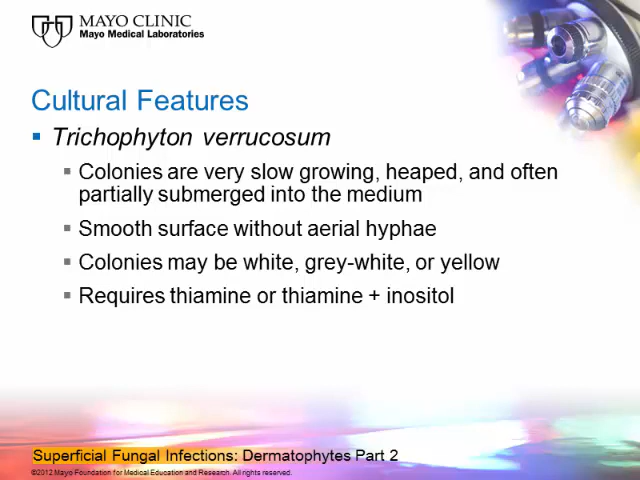 MAYO CLINIC
Mayo Medical Laboratories
Cultural Features
Trichophyton verrucosum
Colonies are very slow growing, heaped, and often
partially submerged into the medium
Smooth surface without aerial hyphae
Colonies may be white, grey-white, or yellow
Requires thiamine or thiamine + inositol
Superficial Fungal Infections: Dermatophytes Part 2
©2012 Mayo Foundation for Medical Education and Research. All rights reserved.